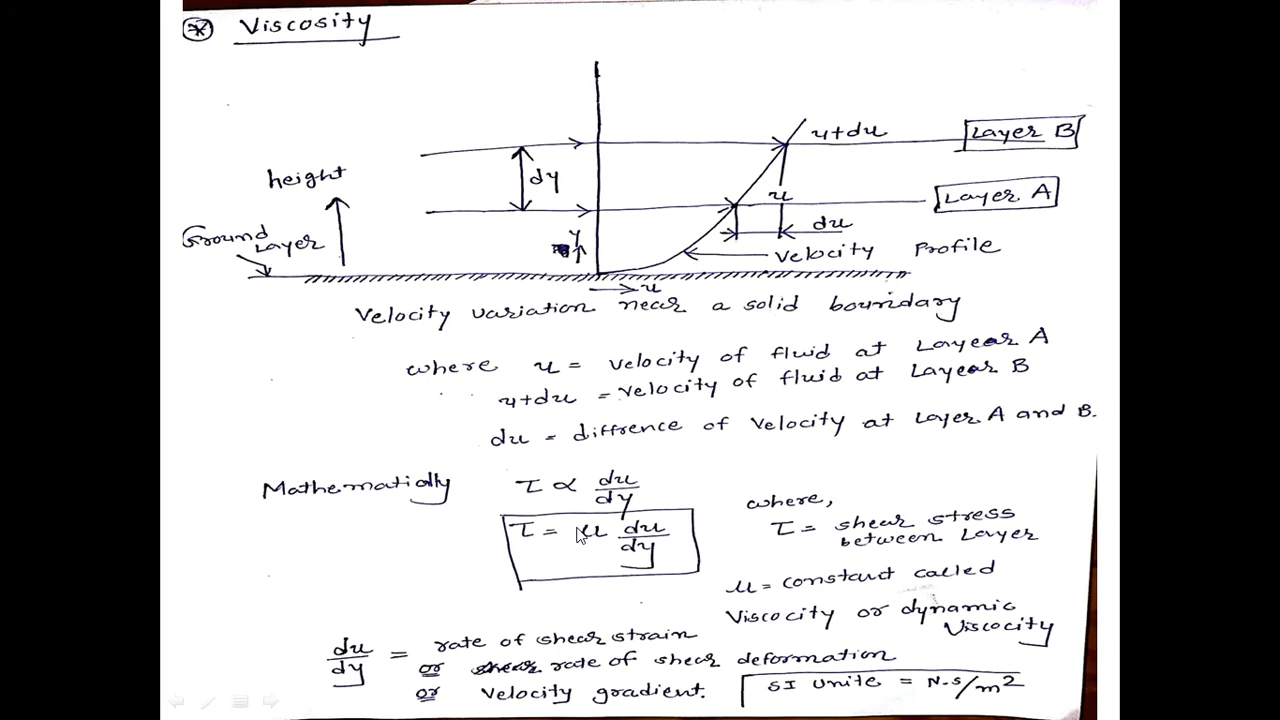 Viscosity
u+du
Layer B
height
dy
u
Layer A
Ground
Layer
y
du
Velocity Profile
u
Velocity variation near a solid boundary
where u = velocity of fluid at Layear A
u+du = velocity of fluid at Layear B
du = diffrence of velocity at Layer A and B.
Mathematially τ ∝ du/dy
where,
τ = μ du/dy
τ = shear stress
between Layer
μ = constuct called
Viscocity or dynamic
Viscocity
du/dy = rate of shear strain
or rate of shear deformation
or velocity gradient.
SI Unite = N-s/m²